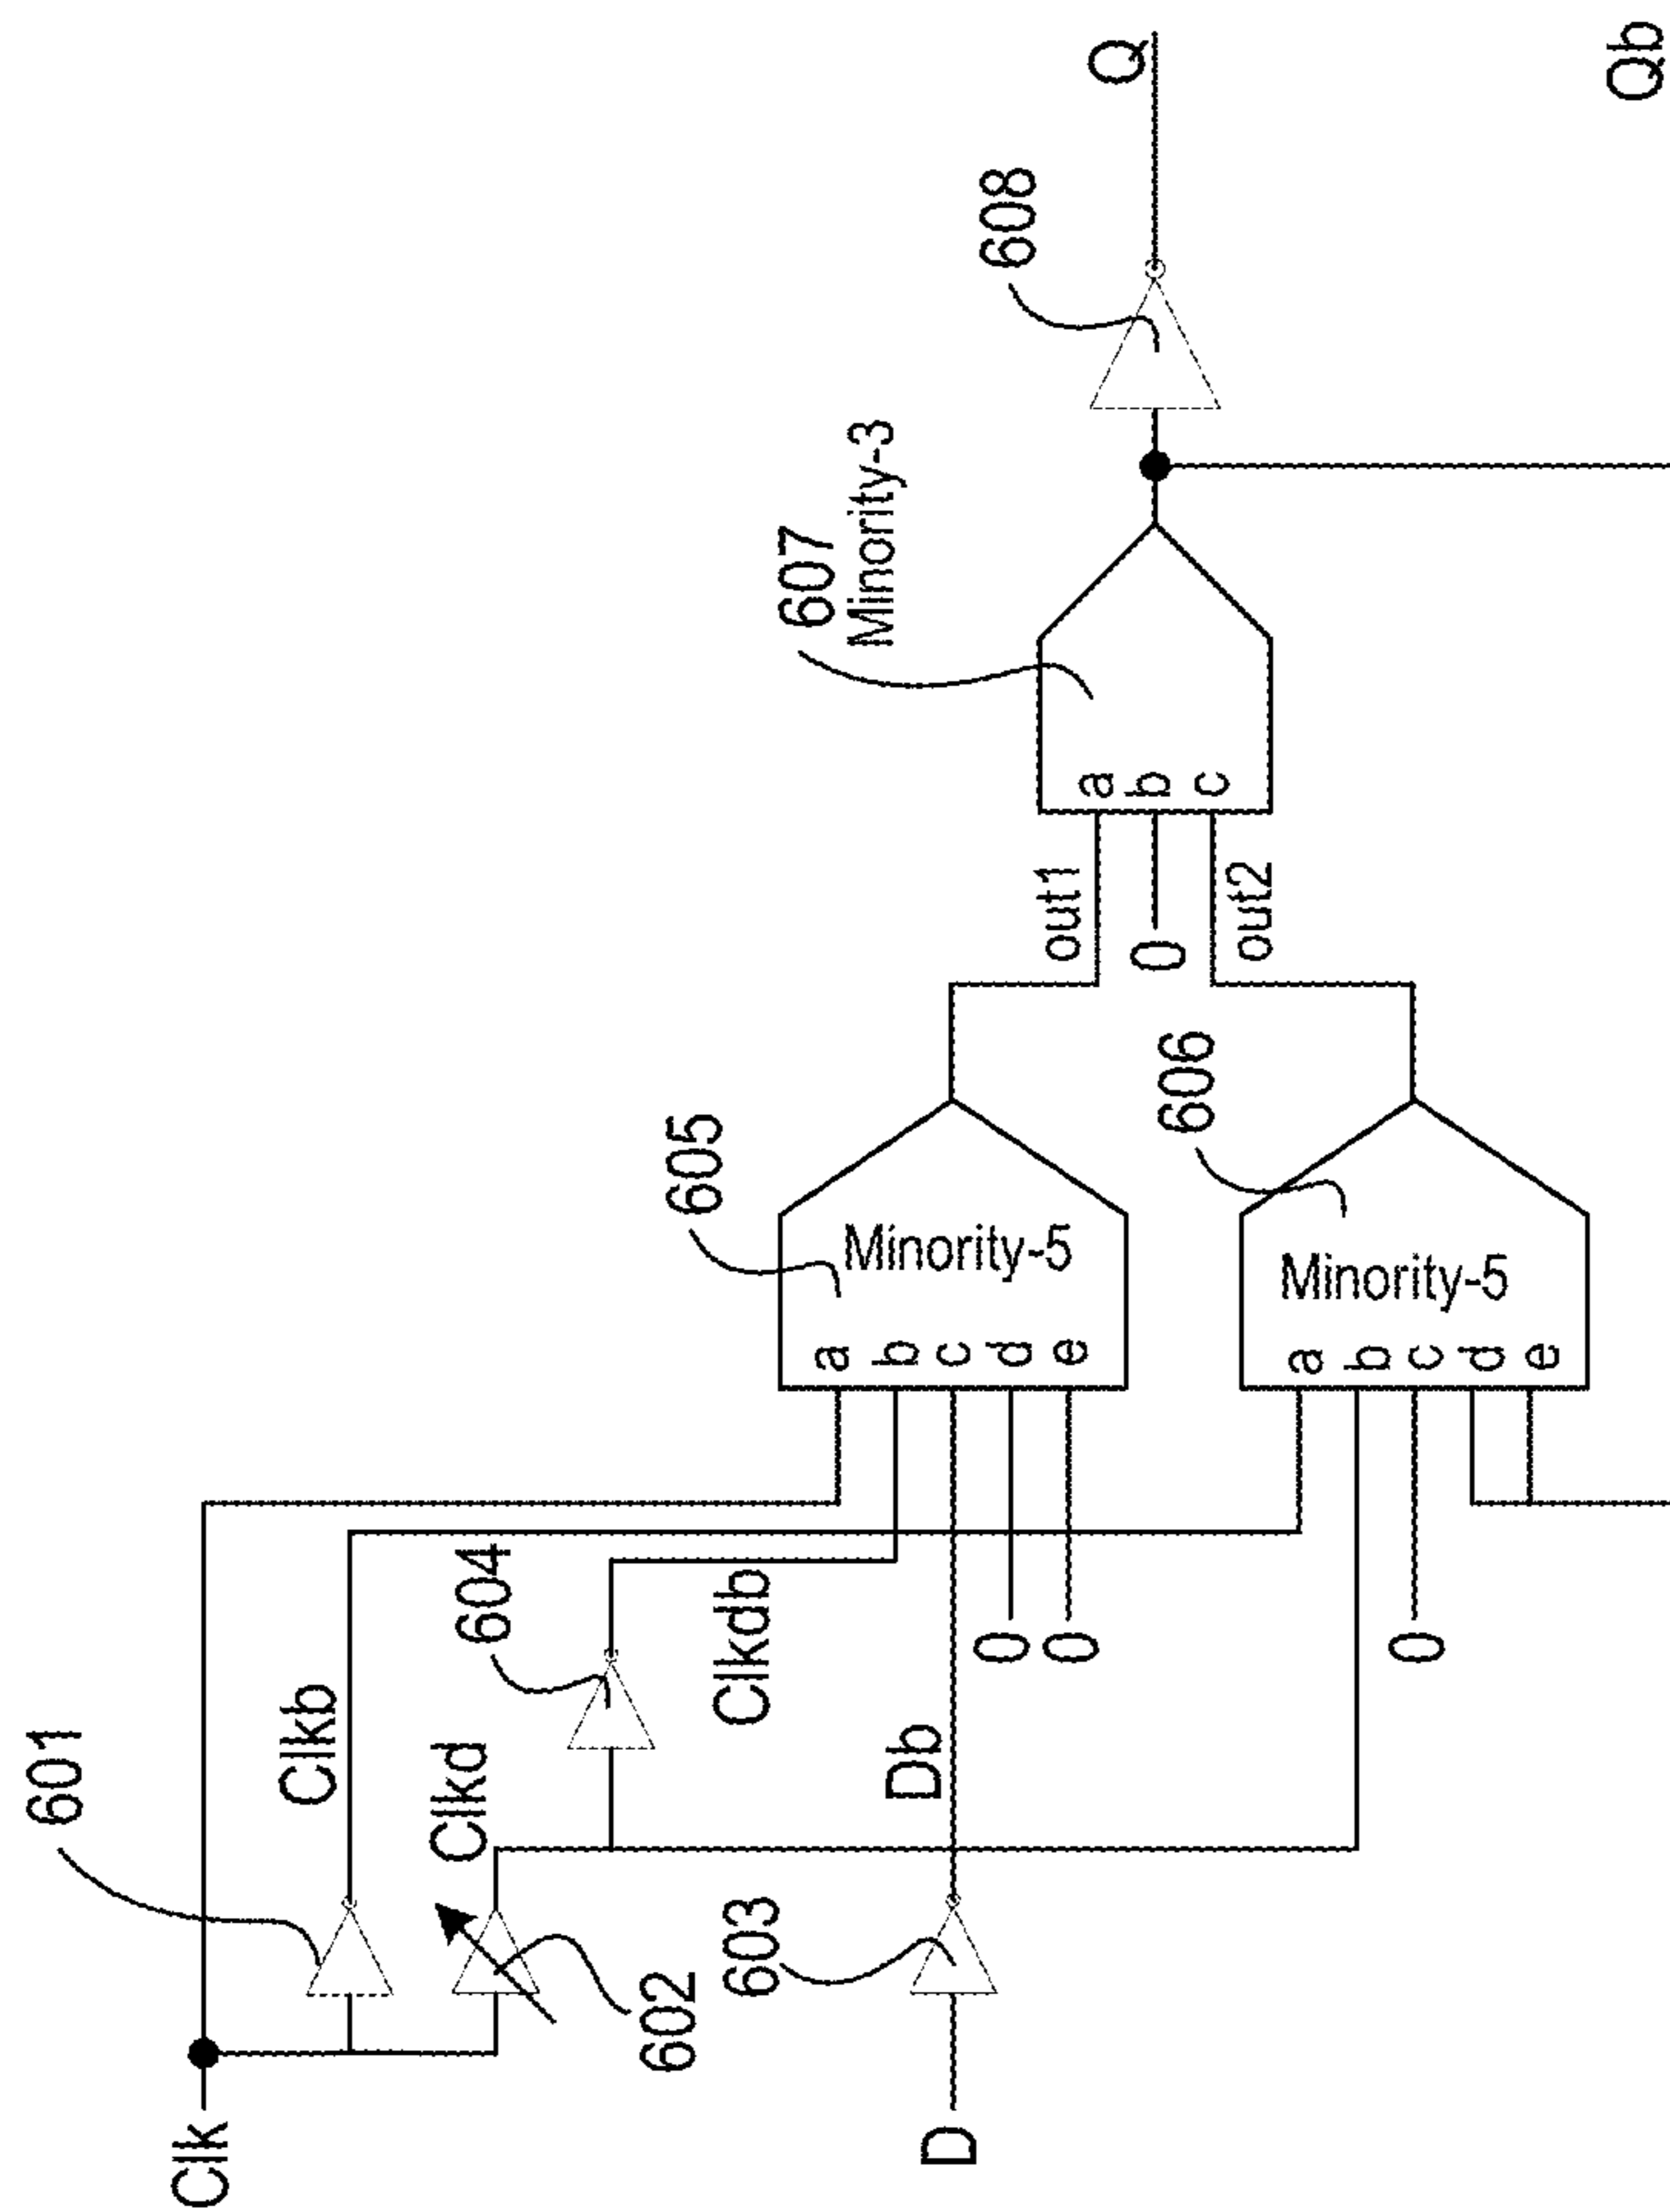 Clk
601
Clkb
Clkd
602
604
Clkdb
D
603
Db
0
0
0
605
Minority-5
a
b
c
d
e
606
Minority-5
a
b
c
d
e
out1
0
out2
607
Minority-3
a
b
c
608
Q
Qb